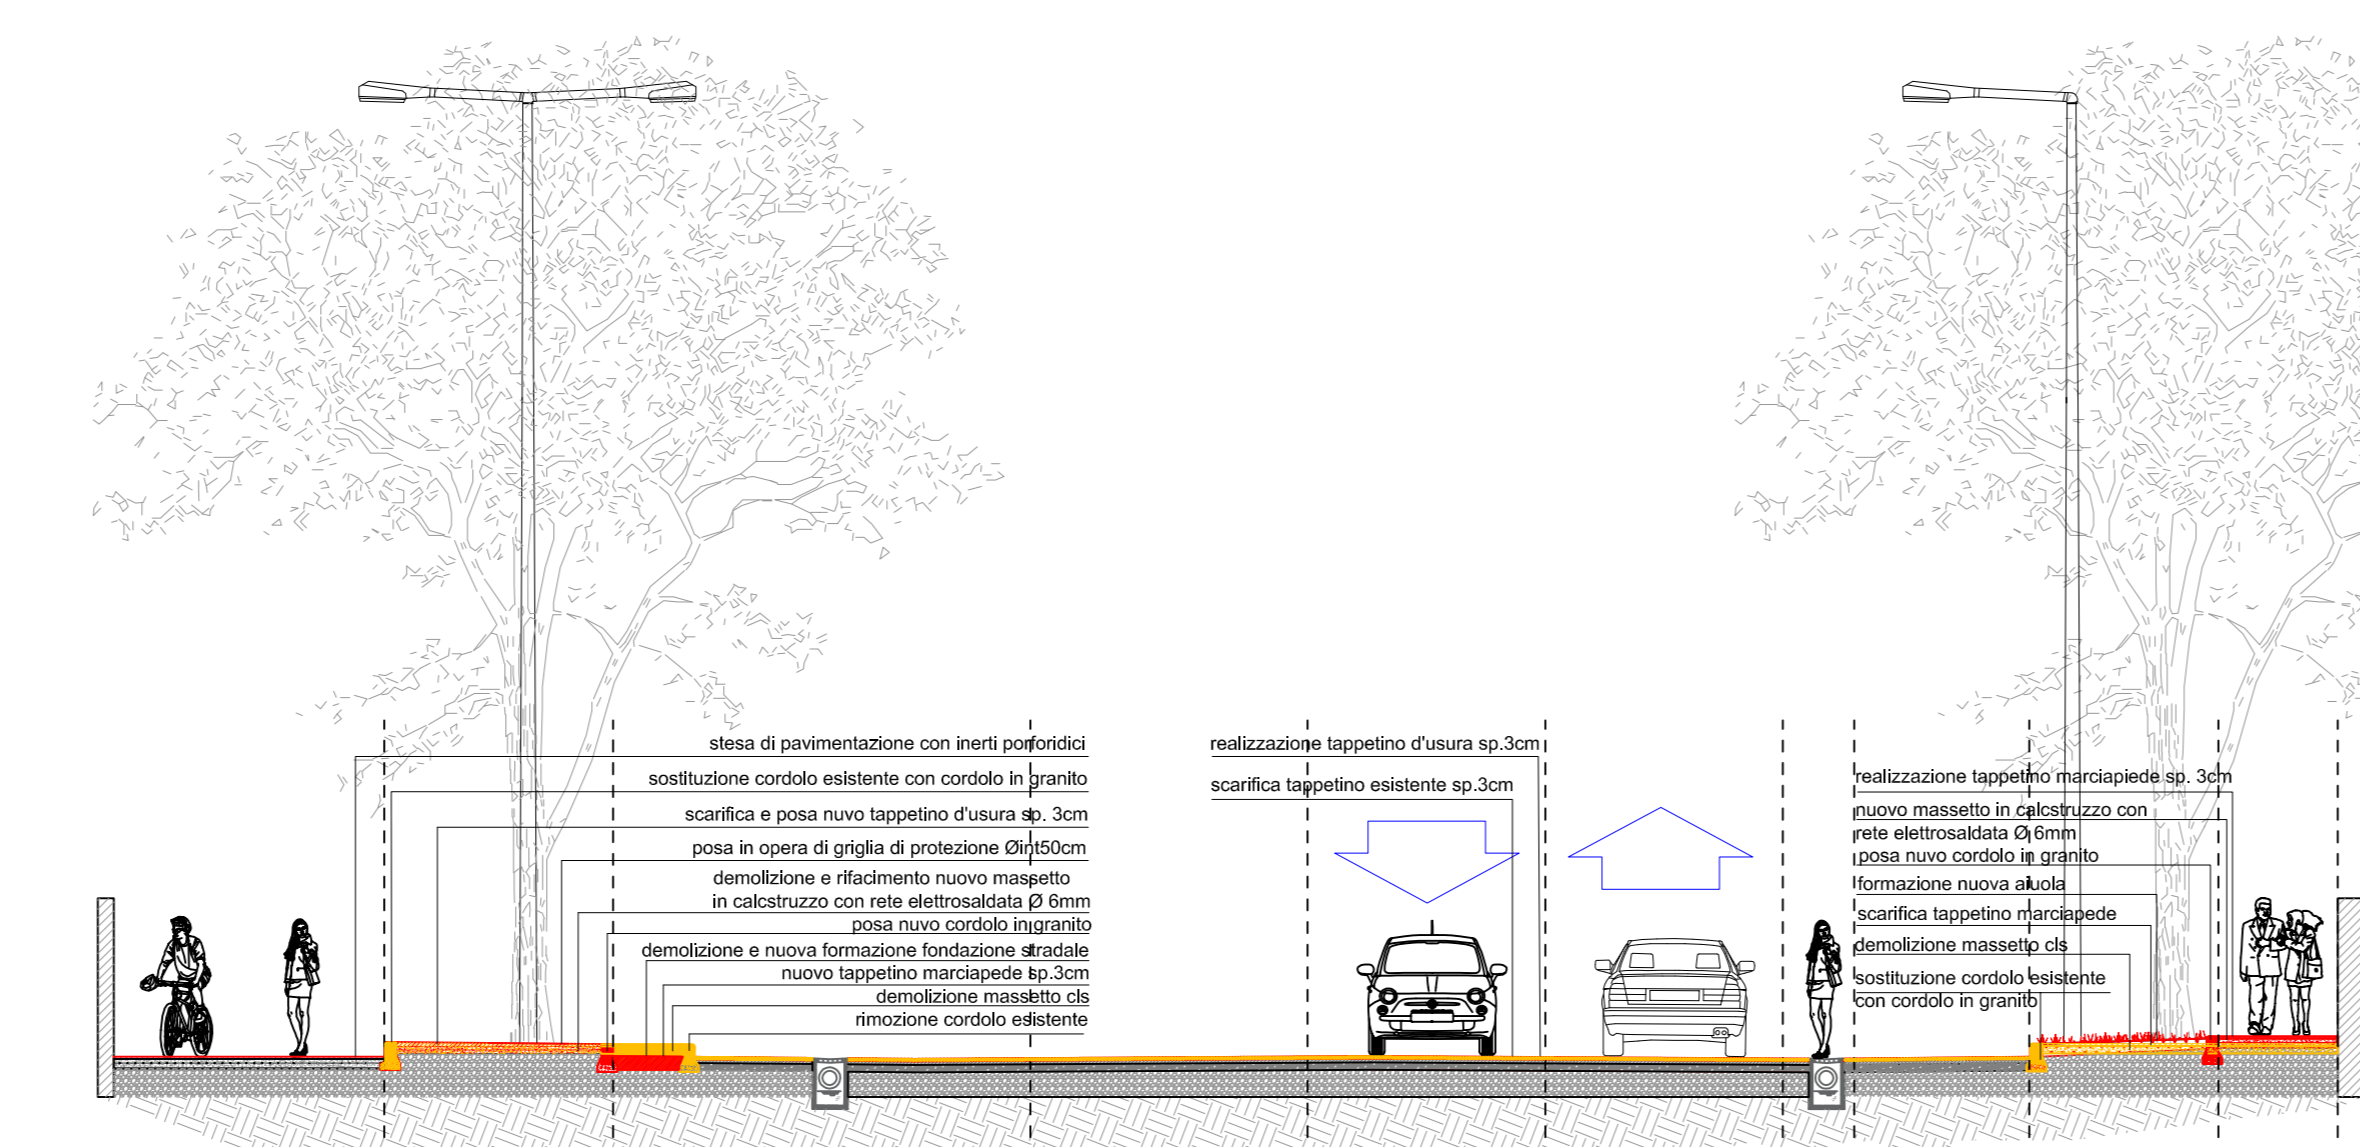 stesa di pavimentazione con inerti porforidici
sostituzione cordolo esistente con cordolo in granito
scarifica e posa nuvo tappetino d'usura sp. 3cm
posa in opera di griglia di protezione Øint50cm
demolizione e rifacimento nuovo massetto
in calcstruzzo con rete elettrosaldata Ø 6mm
posa nuvo cordolo in granito
demolizione e nuova formazione fondazione stradale
nuovo tappetino marciapede sp.3cm
demolizione massetto cls
rimozione cordolo esistente
realizzazione tappetino d'usura sp.3cm
scarifica tappetino esistente sp.3cm
realizzazione tappetino marciapiede sp. 3cm
nuovo massetto in calcstruzzo con
rete elettrosaldata Ø 6mm
posa nuvo cordolo in granito
formazione nuova aiuola
scarifica tappetino marciapede
demolizione massetto cls
sostituzione cordolo esistente
con cordolo in granito